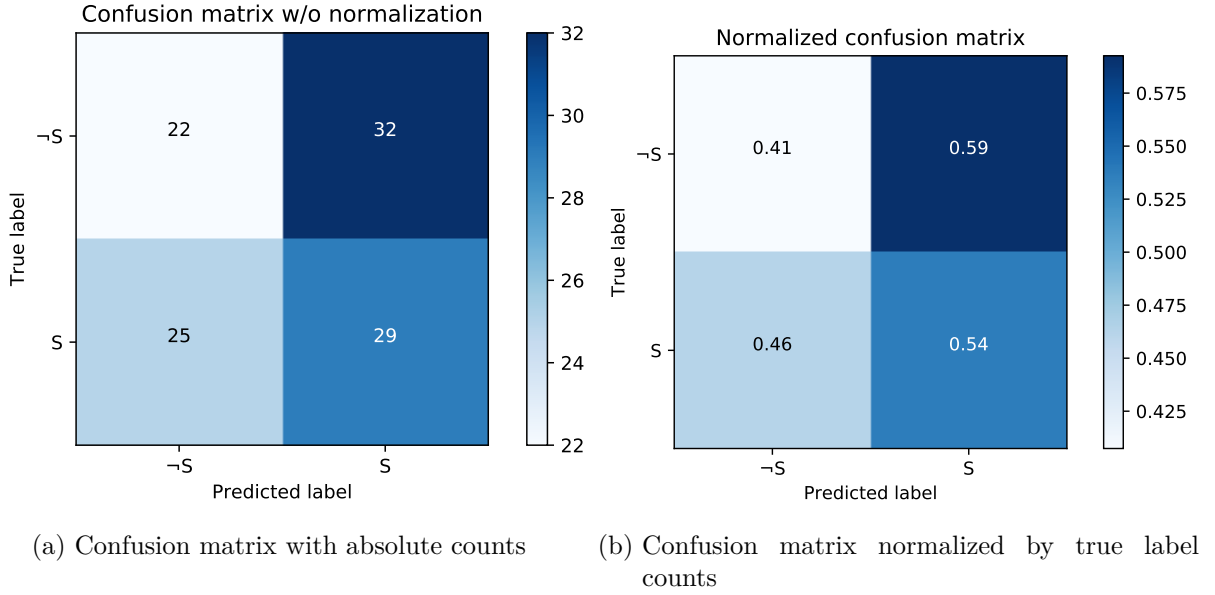 Confusion matrix w/o normalization
True label
¬S
S
22
32
25
29
¬S
S
Predicted label
32
30
28
26
24
22
(a) Confusion matrix with absolute counts
Normalized confusion matrix
True label
¬S
S
0.41
0.59
0.46
0.54
¬S
S
Predicted label
0.575
0.550
0.525
0.500
0.475
0.450
0.425
(b) Confusion matrix normalized by true label
counts